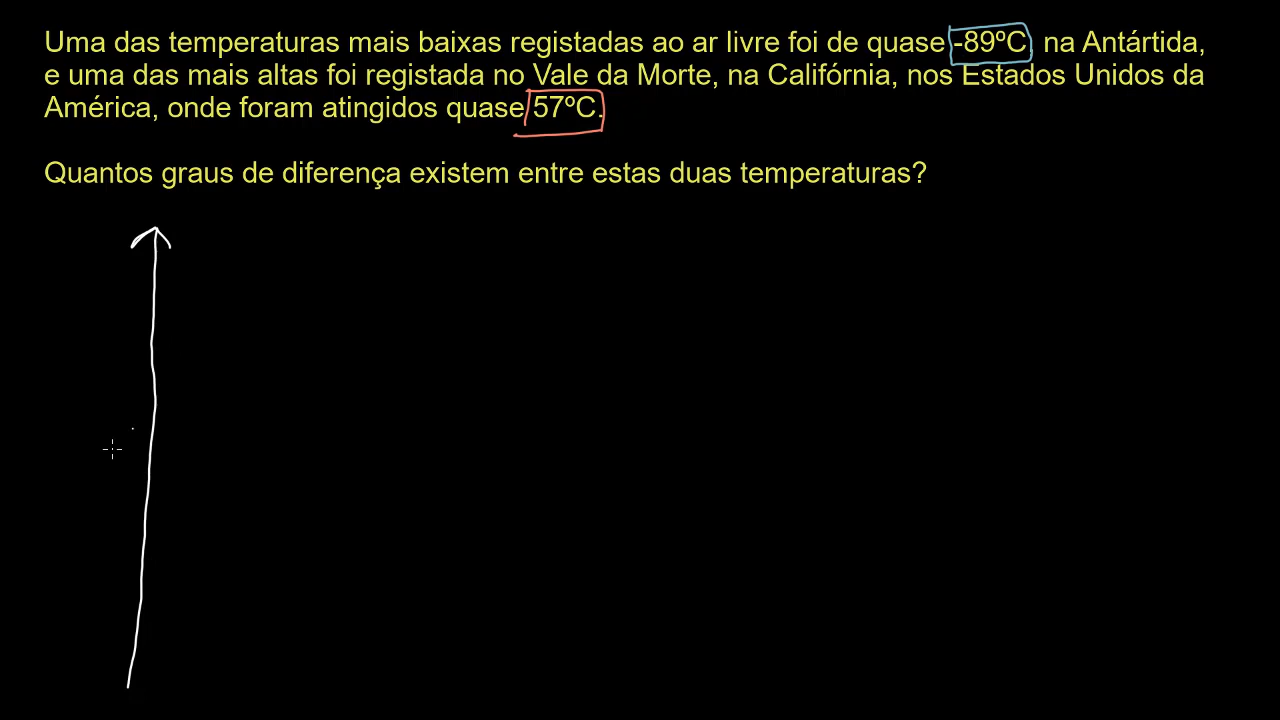 Uma das temperaturas mais baixas registadas ao ar livre foi de quase -89ºC, na Antártida,
e uma das mais altas foi registada no Vale da Morte, na Califórnia, nos Estados Unidos da
América, onde foram atingidos quase 57ºC.
Quantos graus de diferença existem entre estas duas temperaturas?